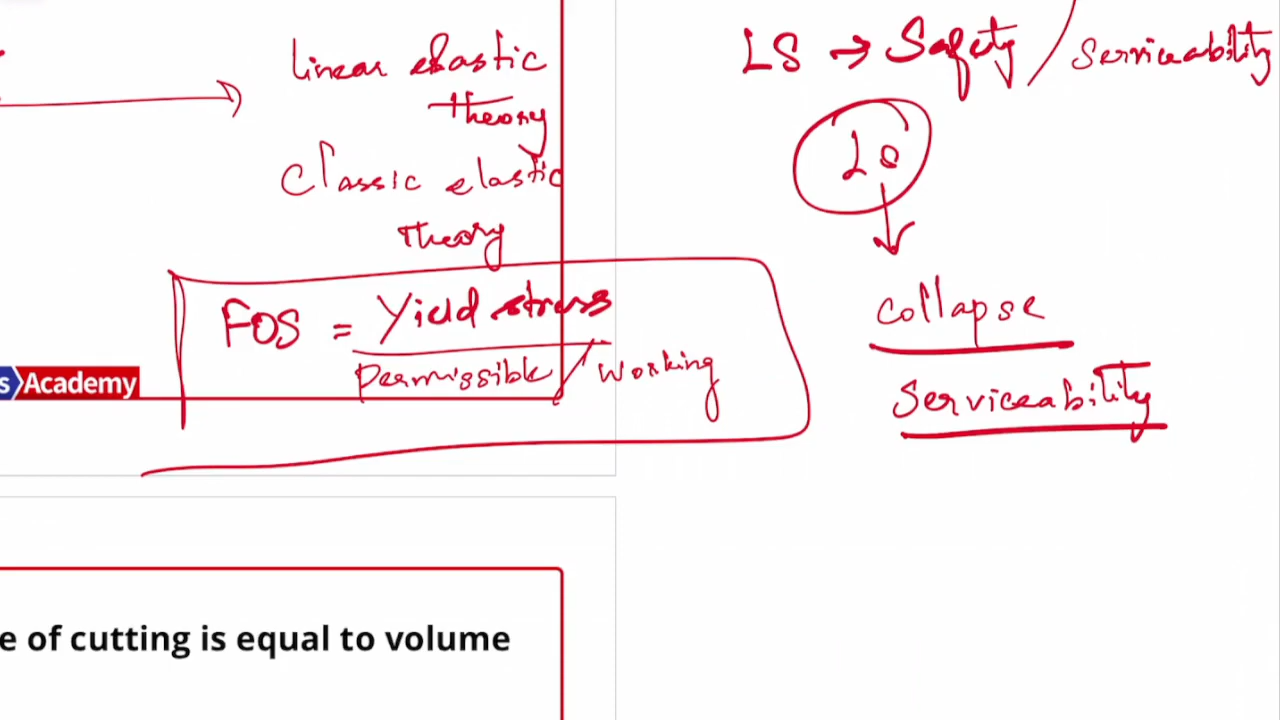 linear elastic
theory
Classic elastic
theory
FOS = Yield stress
Permissible / Working
s Academy
LS → Safety / Serviceability
LS
Collapse
Serviceability
e of cutting is equal to volume